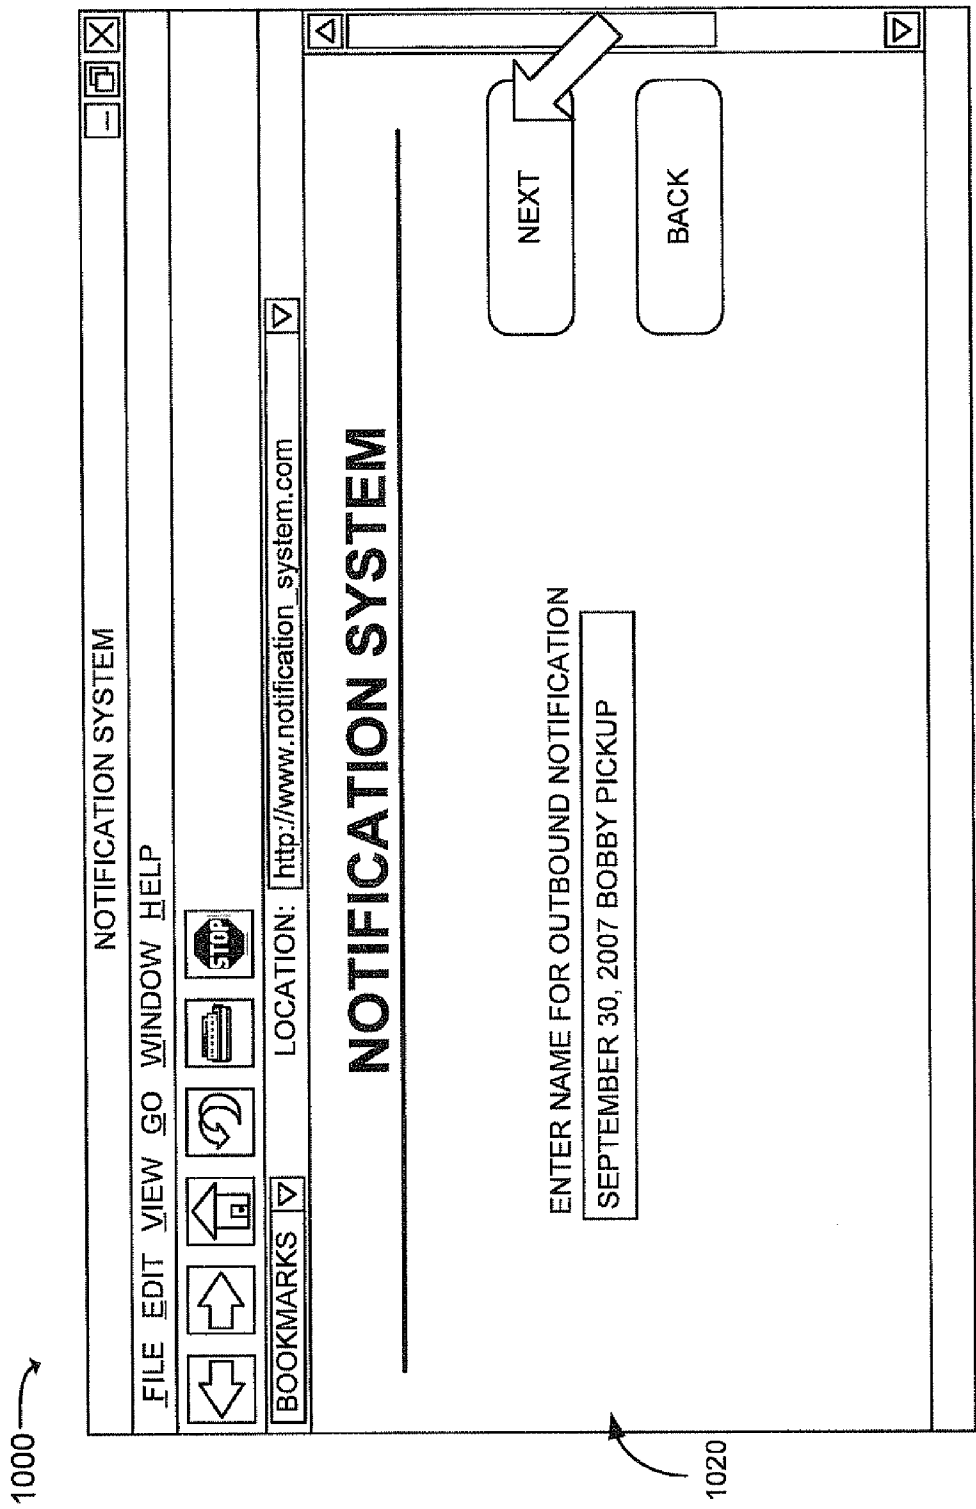 1000
NOTIFICATION SYSTEM
FILE EDIT VIEW GO WINDOW HELP
STOP
BOOKMARKS LOCATION: http://www.notification_system.com
NOTIFICATION SYSTEM
NEXT
ENTER NAME FOR OUTBOUND NOTIFICATION
SEPTEMBER 30, 2007 BOBBY PICKUP
BACK
1020